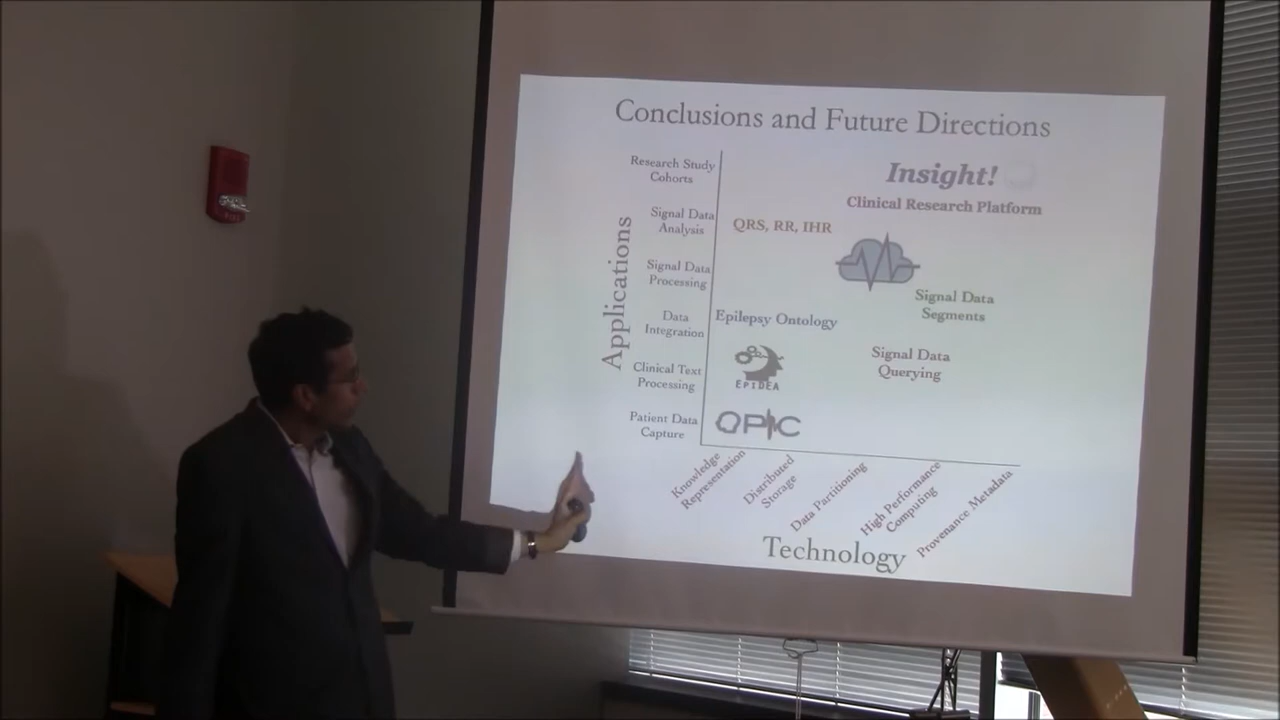 Conclusions and Future Directions
Research Study
Cohorts
Insight!
Clinical Research Platform
Signal Data
Analysis
QRS, RR, IHR
Signal Data
Processing
Signal Data
Segments
Applications
Data
Integration
Epilepsy Ontology
Signal Data
Querying
Clinical Text
Processing
EPIDEA
Patient Data
Capture
OPIC
Knowledge
Representation
Distributed
Storage
Data Partitioning
High Performance
Computing
Provenance Metadata
Technology